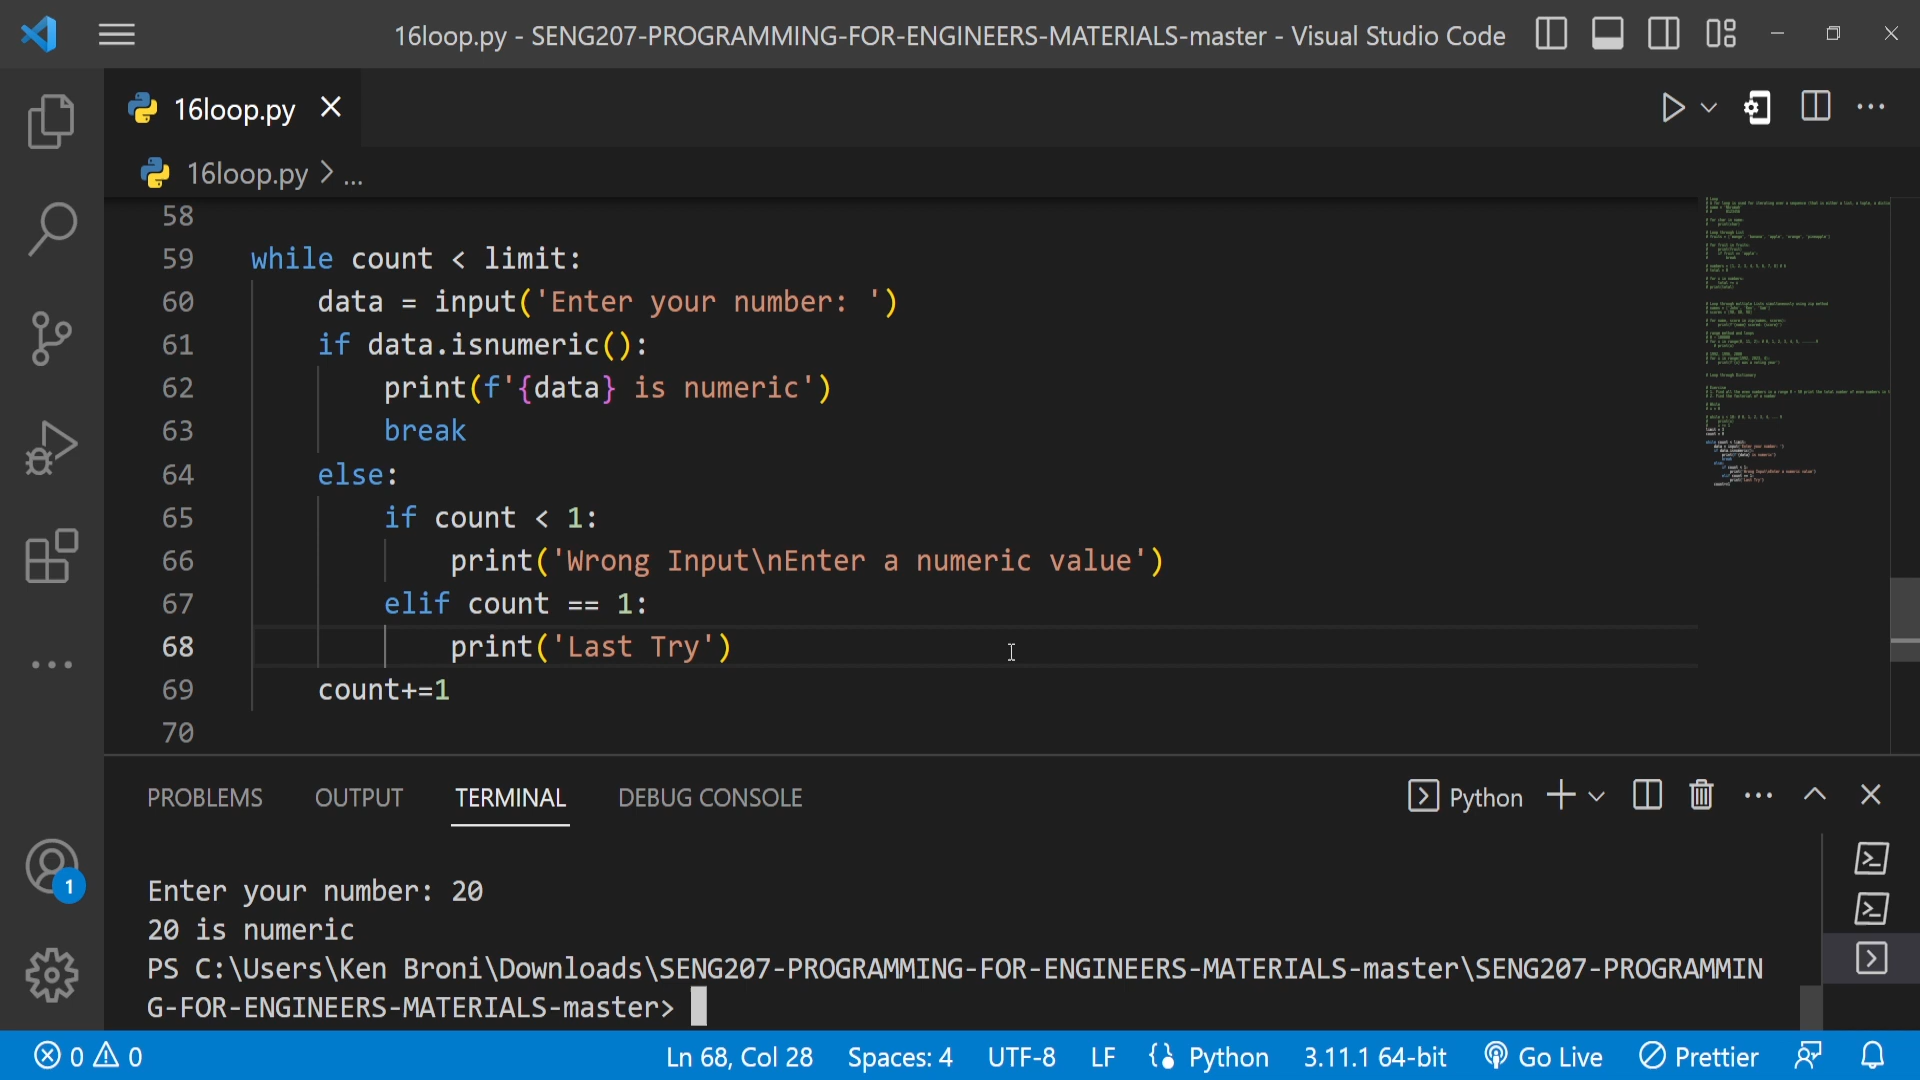 16loop.py - SENG207-PROGRAMMING-FOR-ENGINEERS-MATERIALS-master - Visual Studio Code
16loop.py
16loop.py > ...
58
59 while count < limit:
60     data = input('Enter your number: ')
61     if data.isnumeric():
62         print(f'{data} is numeric')
63         break
64     else:
65         if count < 1:
66             print('Wrong Input\nEnter a numeric value')
67         elif count == 1:
68             print('Last Try')
69     count+=1
70
PROBLEMS OUTPUT TERMINAL DEBUG CONSOLE Python
Enter your number: 20
20 is numeric
PS C:\Users\Ken Broni\Downloads\SENG207-PROGRAMMING-FOR-ENGINEERS-MATERIALS-master\SENG207-PROGRAMMIN
G-FOR-ENGINEERS-MATERIALS-master>
1
0 0 Ln 68, Col 28 Spaces: 4 UTF-8 LF Python 3.11.1 64-bit Go Live Prettier